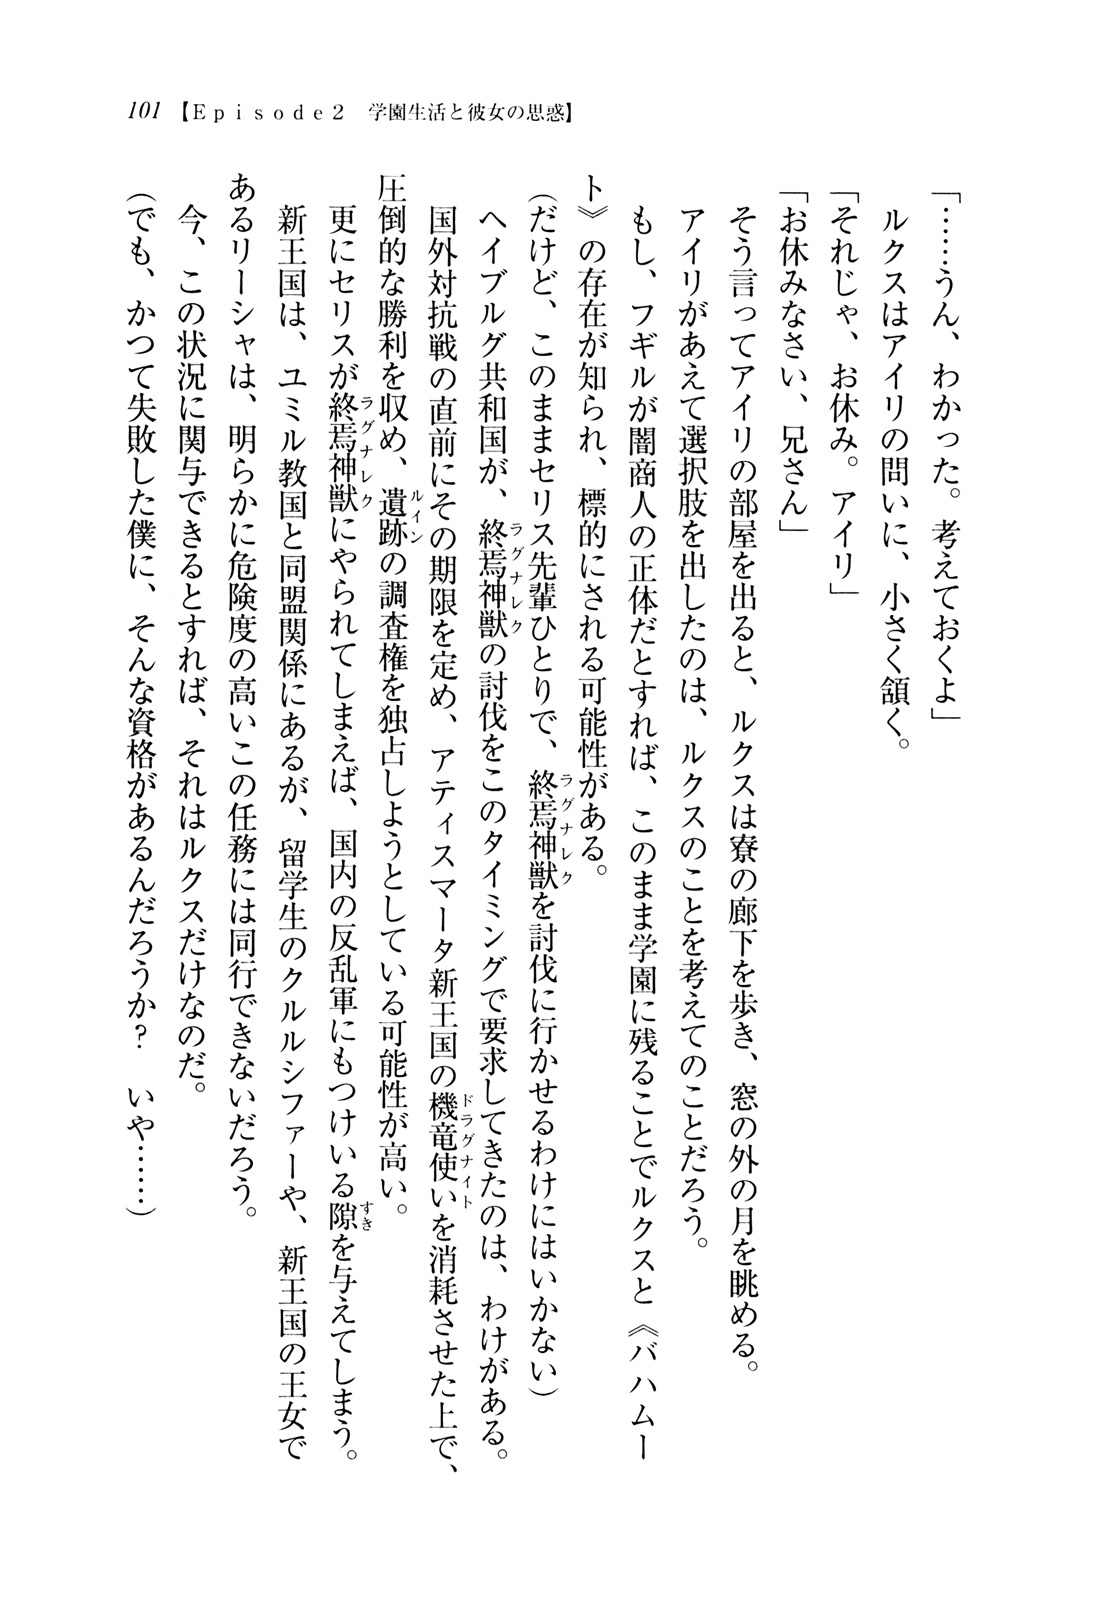 101【Ｅｐｉｓｏｄｅ２　学園生活と彼女の思惑】
「……うん、わかった。考えておくよ」
　ルクスはアイリの問いに、小さく頷く。
「それじゃ、お休み。アイリ」
「お休みなさい、兄さん」
　そう言ってアイリの部屋を出ると、ルクスは寮の廊下を歩き、窓の外の月を眺める。
　アイリがあえて選択肢を出したのは、ルクスのことを考えてのことだろう。
　もし、フギルが闇商人の正体だとすれば、このまま学園に残ることでルクスと《バハムー
ト》の存在が知られ、標的にされる可能性がある。
（だけど、このままセリス先輩ひとりで、終焉神獣を討伐に行かせるわけにはいかない）
ラグナレク
　ヘイブルグ共和国が、終焉神獣の討伐をこのタイミングで要求してきたのは、わけがある。
ラグナレク
　国外対抗戦の直前にその期限を定め、アティスマータ新王国の機竜使いを消耗させた上で、
ドラグナイト
圧倒的な勝利を収め、遺跡の調査権を独占しようとしている可能性が高い。
ルイン
　更にセリスが終焉神獣にやられてしまえば、国内の反乱軍にもつけいる隙を与えてしまう。
ラグナレク
すき
　新王国は、ユミル教国と同盟関係にあるが、留学生のクルルシファーや、新王国の王女で
あるリーシャは、明らかに危険度の高いこの任務には同行できないだろう。
　今、この状況に関与できるとすれば、それはルクスだけなのだ。
（でも、かつて失敗した僕に、そんな資格があるんだろうか？　いや……）